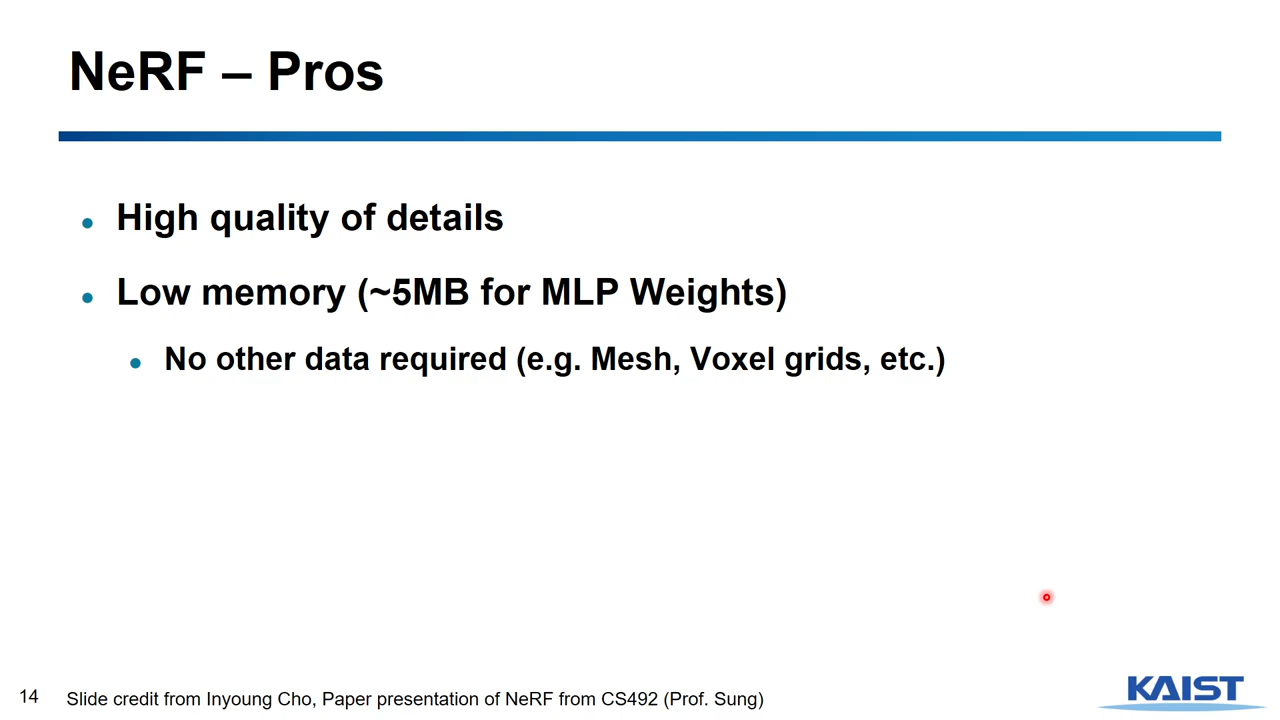 NeRF – Pros
High quality of details
Low memory (~5MB for MLP Weights)
No other data required (e.g. Mesh, Voxel grids, etc.)
14 Slide credit from Inyoung Cho, Paper presentation of NeRF from CS492 (Prof. Sung)
KAIST